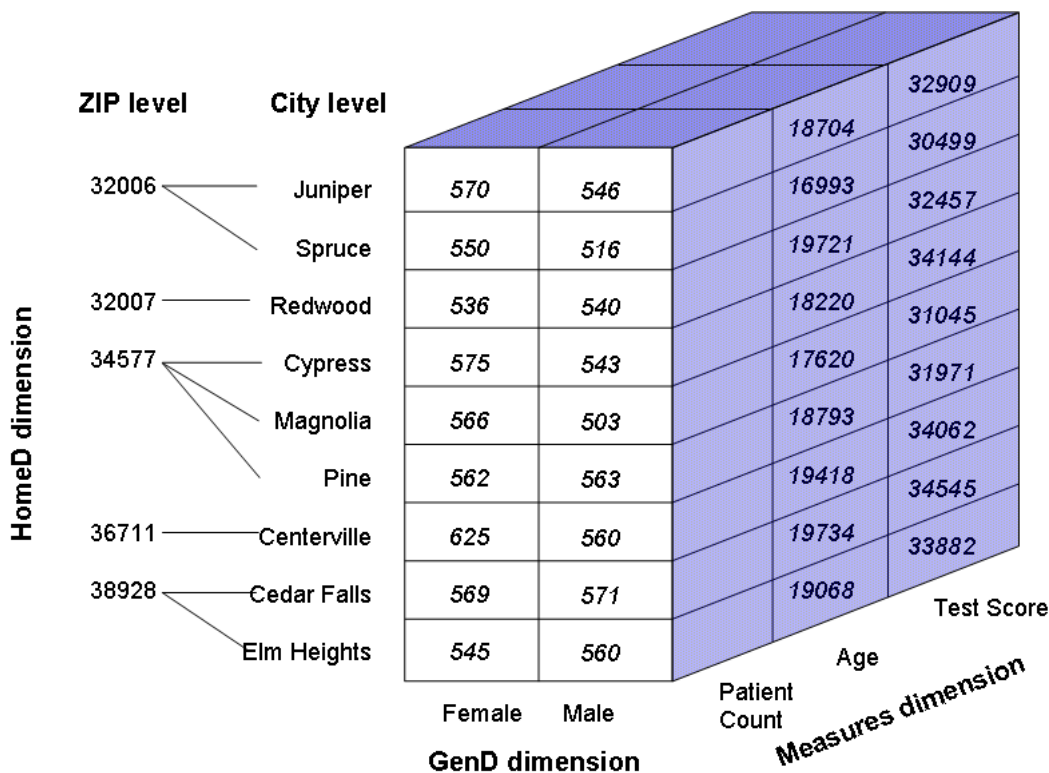 ZIP level
City level
32006
Juniper
570
546
18704
32909
Spruce
550
516
16993
30499
32007
Redwood
536
540
19721
32457
34577
Cypress
575
543
18220
34144
Magnolia
566
503
17620
31045
Pine
562
563
18793
31971
36711
Centerville
625
560
19418
34062
38928
Cedar Falls
569
571
19734
34545
Elm Heights
545
560
19068
33882
HomeD dimension
Female
Male
GenD dimension
Patient
Count
Age
Test Score
Measures dimension